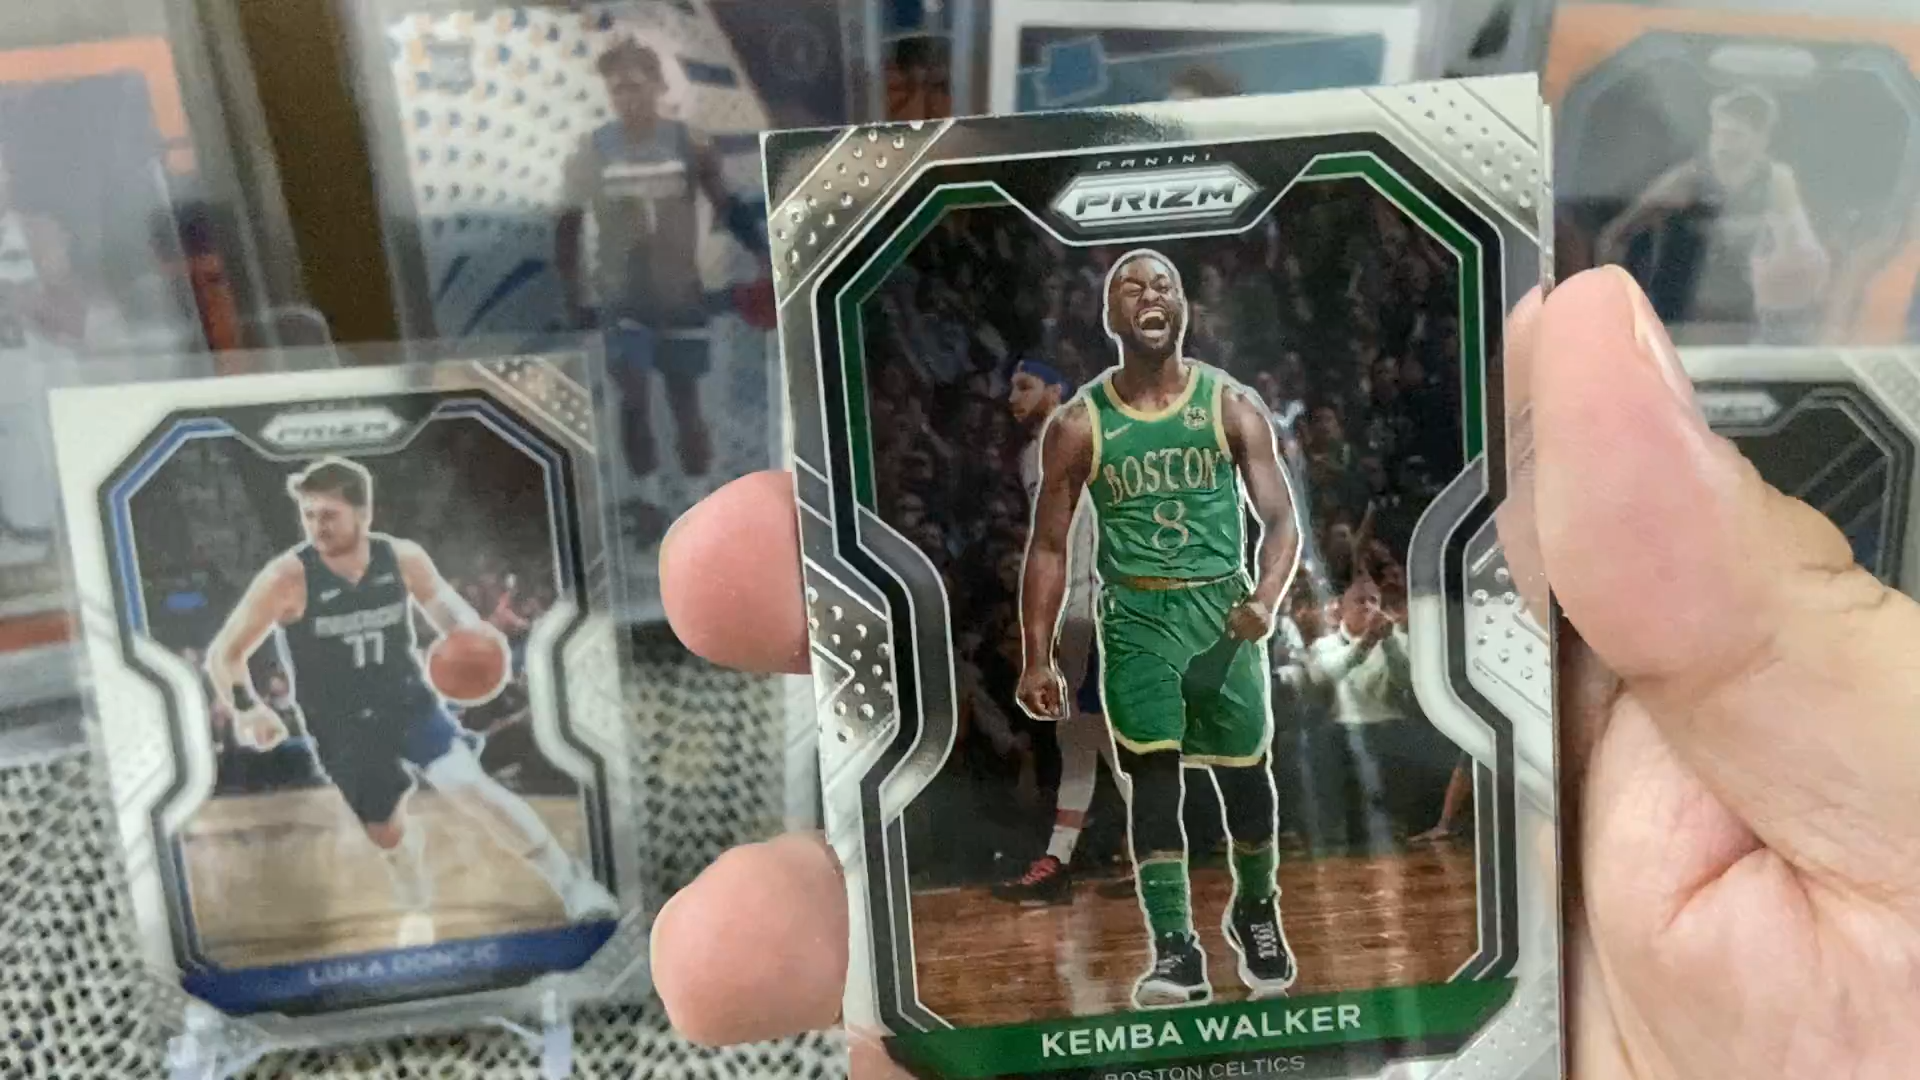 PRIZM
77
LUKA DONCIC
PANINI
PRIZM
BOSTON
8
KEMBA WALKER
BOSTON CELTICS